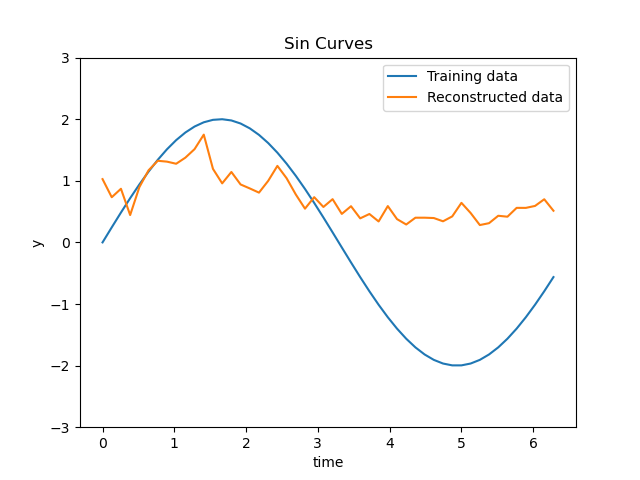 Sin Curves
Training data
Reconstructed data
3
2
1
0
−1
−2
−3
y
0 1 2 3 4 5 6
time